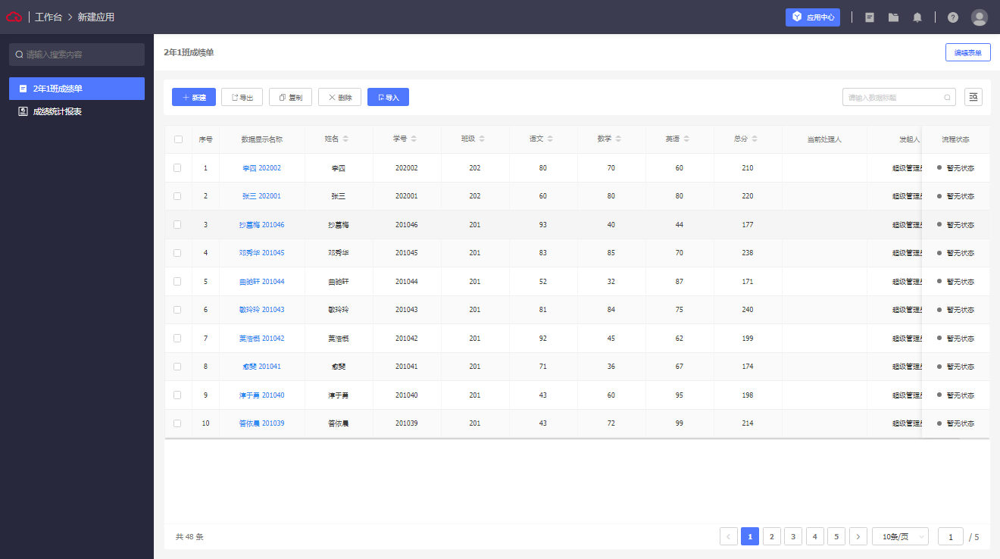 工作台 > 新建应用
应用中心
请输入搜索内容
2年1班成绩单
成绩统计报表
2年1班成绩单
编辑表单
新建 导出 复制 删除 导入
请输入数据标题
序号 数据显示名称 姓名 学号 班级 语文 数学 英语 总分 当前处理人 发起人 流程状态
1 李四 202002 李四 202002 202 80 70 60 210 超级管理员 暂无状态
2 张三 202001 张三 202001 202 60 80 80 220 超级管理员 暂无状态
3 抄慕梅 201046 抄慕梅 201046 201 93 40 44 177 超级管理员 暂无状态
4 邓秀华 201045 邓秀华 201045 201 83 85 70 238 超级管理员 暂无状态
5 曲驰轩 201044 曲驰轩 201044 201 52 32 87 171 超级管理员 暂无状态
6 敏玲玲 201043 敏玲玲 201043 201 81 84 75 240 超级管理员 暂无状态
7 莫浩慨 201042 莫浩慨 201042 201 92 45 62 199 超级管理员 暂无状态
8 愈斐 201041 愈斐 201041 201 71 36 67 174 超级管理员 暂无状态
9 淳于勇 201040 淳于勇 201040 201 43 60 95 198 超级管理员 暂无状态
10 答依晨 201039 答依晨 201039 201 43 72 99 214 超级管理员 暂无状态
共 48 条
1 2 3 4 5 10条/页 1 / 5